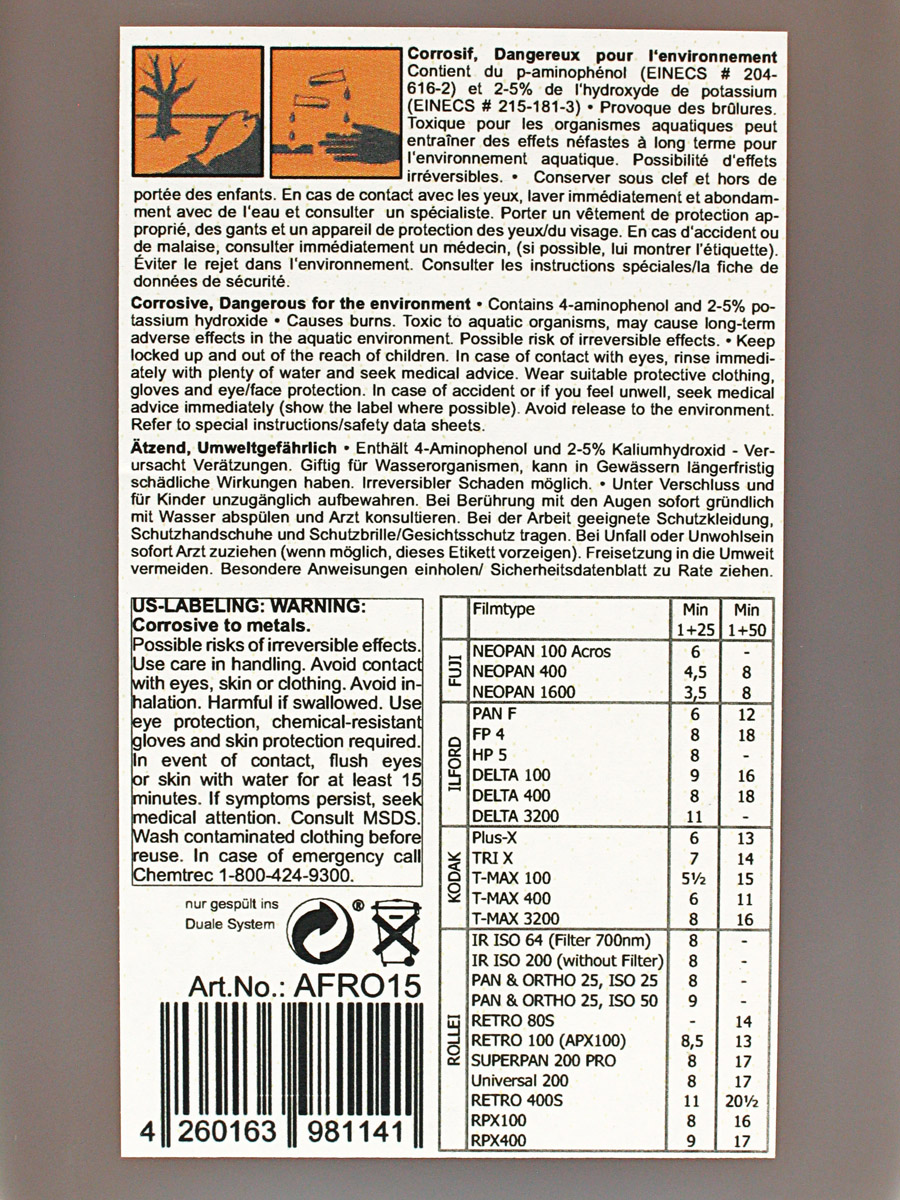 Corrosif, Dangereux pour l'environnement
Contient du p-aminophénol (EINECS # 204-
616-2) et 2-5% de l'hydroxyde de potassium
(EINECS # 215-181-3) • Provoque des brûlures.
Toxique pour les organismes aquatiques peut
entraîner des effets néfastes à long terme pour
l'environnement aquatique. Possibilité d'effets
irréversibles. • Conserver sous clef et hors de
portée des enfants. En cas de contact avec les yeux, laver immédiatement et abondam-
ment avec de l'eau et consulter un spécialiste. Porter un vêtement de protection ap-
proprié, des gants et un appareil de protection des yeux/du visage. En cas d'accident ou
de malaise, consulter immédiatement un médecin, (si possible, lui montrer l'étiquette).
Éviter le rejet dans l'environnement. Consulter les instructions spéciales/la fiche de
données de sécurité.
Corrosive, Dangerous for the environment • Contains 4-aminophenol and 2-5% po-
tassium hydroxide • Causes burns. Toxic to aquatic organisms, may cause long-term
adverse effects in the aquatic environment. Possible risk of irreversible effects. • Keep
locked up and out of the reach of children. In case of contact with eyes, rinse immedi-
ately with plenty of water and seek medical advice. Wear suitable protective clothing,
gloves and eye/face protection. In case of accident or if you feel unwell, seek medical
advice immediately (show the label where possible). Avoid release to the environment.
Refer to special instructions/safety data sheets.
Ätzend, Umweltgefährlich • Enthält 4-Aminophenol und 2-5% Kaliumhydroxid - Ver-
ursacht Verätzungen. Giftig für Wasserorganismen, kann in Gewässern längerfristig
schädliche Wirkungen haben. Irreversibler Schaden möglich. • Unter Verschluss und
für Kinder unzugänglich aufbewahren. Bei Berührung mit den Augen sofort gründlich
mit Wasser abspülen und Arzt konsultieren. Bei der Arbeit geeignete Schutzkleidung,
Schutzhandschuhe und Schutzbrille/Gesichtsschutz tragen. Bei Unfall oder Unwohlsein
sofort Arzt zuziehen (wenn möglich, dieses Etikett vorzeigen). Freisetzung in die Umweit
vermeiden. Besondere Anweisungen einholen/ Sicherheitsdatenblatt zu Rate ziehen.
US-LABELING: WARNING:
Corrosive to metals.
Possible risks of irreversible effects.
Use care in handling. Avoid contact
with eyes, skin or clothing. Avoid in-
halation. Harmful if swallowed. Use
eye protection, chemical-resistant
gloves and skin protection required.
In event of contact, flush eyes
or skin with water for at least 15
minutes. If symptoms persist, seek
medical attention. Consult MSDS.
Wash contaminated clothing before
reuse. In case of emergency call
Chemtrec 1-800-424-9300.
nur gespült ins
Duale System
®
Art.No.: AFRO15
4 260163 981141
Filmtype Min Min
1+25 1+50
FUJI
NEOPAN 100 Acros 6 -
NEOPAN 400 4,5 8
NEOPAN 1600 3,5 8
ILFORD
PAN F 6 12
FP 4 8 18
HP 5 8 -
DELTA 100 9 16
DELTA 400 8 18
DELTA 3200 11 -
KODAK
Plus-X 6 13
TRI X 7 14
T-MAX 100 5½ 15
T-MAX 400 6 11
T-MAX 3200 8 16
ROLLEI
IR ISO 64 (Filter 700nm) 8 -
IR ISO 200 (without Filter) 8 -
PAN & ORTHO 25, ISO 25 8 -
PAN & ORTHO 25, ISO 50 9 -
RETRO 80S - 14
RETRO 100 (APX100) 8,5 13
SUPERPAN 200 PRO 8 17
Universal 200 8 17
RETRO 400S 11 20½
RPX100 8 16
RPX400 9 17